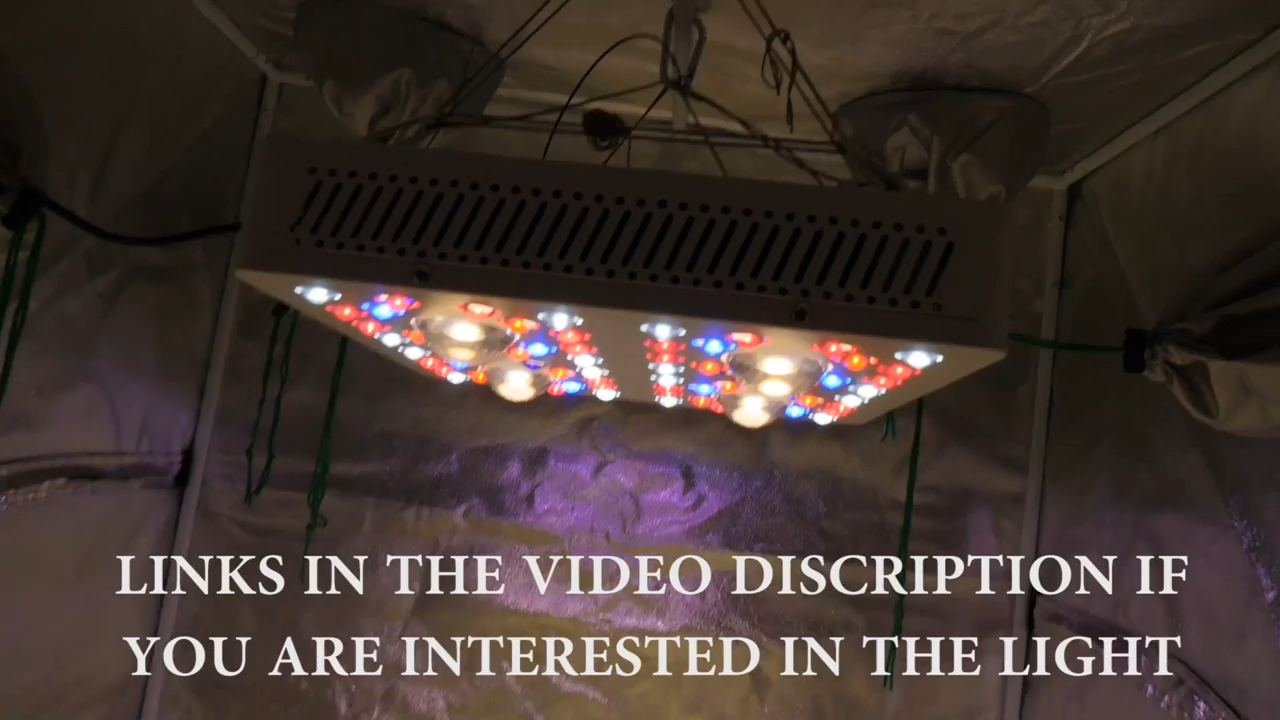 LINKS IN THE VIDEO DISCRIPTION IF
YOU ARE INTERESTED IN THE LIGHT